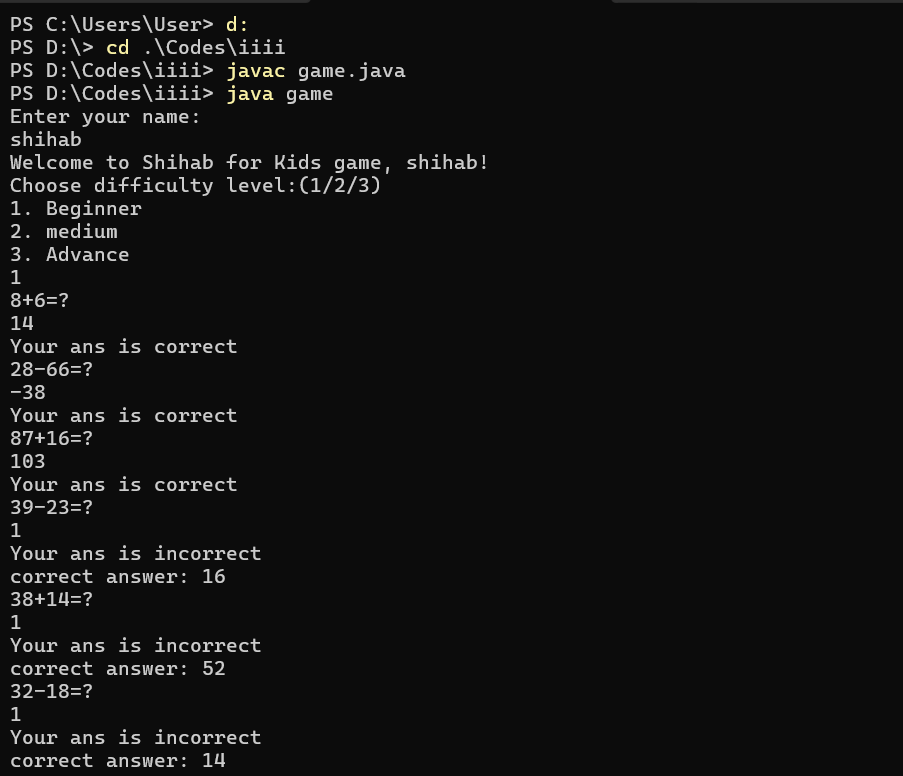 PS C:\Users\User> d:
PS D:\> cd .\Codes\iiii
PS D:\Codes\iiii> javac game.java
PS D:\Codes\iiii> java game
Enter your name:
shihab
Welcome to Shihab for Kids game, shihab!
Choose difficulty level:(1/2/3)
1. Beginner
2. medium
3. Advance
1
8+6=?
14
Your ans is correct
28-66=?
-38
Your ans is correct
87+16=?
103
Your ans is correct
39-23=?
1
Your ans is incorrect
correct answer: 16
38+14=?
1
Your ans is incorrect
correct answer: 52
32-18=?
1
Your ans is incorrect
correct answer: 14